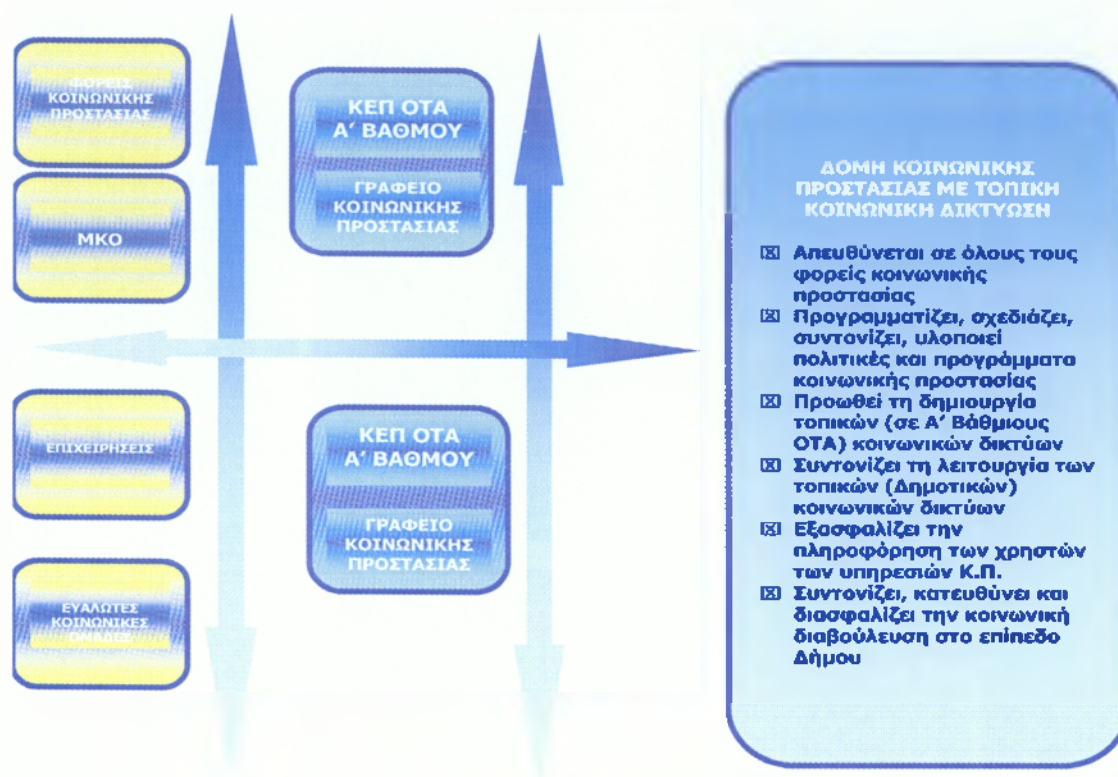 ΦΟΡΕΙΣ
ΚΟΙΝΩΝΙΚΗΣ
ΠΡΟΣΤΑΣΙΑΣ
ΜΚΟ
ΕΠΙΧΕΙΡΗΣΕΙΣ
ΕΥΑΛΩΤΕΣ
ΚΟΙΝΩΝΙΚΕΣ
ΟΜΑΔΕΣ
ΚΕΠ ΟΤΑ
Α' ΒΑΘΜΟΥ
ΓΡΑΦΕΙΟ
ΚΟΙΝΩΝΙΚΗΣ
ΠΡΟΣΤΑΣΙΑΣ
ΚΕΠ ΟΤΑ
Α' ΒΑΘΜΟΥ
ΓΡΑΦΕΙΟ
ΚΟΙΝΩΝΙΚΗΣ
ΠΡΟΣΤΑΣΙΑΣ
ΔΟΜΗ ΚΟΙΝΩΝΙΚΗΣ
ΠΡΟΣΤΑΣΙΑΣ ΜΕ ΤΟΠΙΚΗ
ΚΟΙΝΩΝΙΚΗ ΔΙΚΤΥΩΣΗ
Απευθύνεται σε όλους τους
φορείς κοινωνικής
προστασίας
Προγραμματίζει, σχεδιάζει,
συντονίζει, υλοποιεί
πολιτικές και προγράμματα
κοινωνικής προστασίας
Προωθεί τη δημιουργία
τοπικών (σε Α' Βάθμιους
ΟΤΑ) κοινωνικών δικτύων
Συντονίζει τη λειτουργία των
τοπικών (Δημοτικών)
κοινωνικών δικτύων
Εξασφαλίζει την
πληροφόρηση των χρηστών
των υπηρεσιών Κ.Π.
Συντονίζει, κατευθύνει και
διασφαλίζει την κοινωνική
διαβούλευση στο επίπεδο
Δήμου